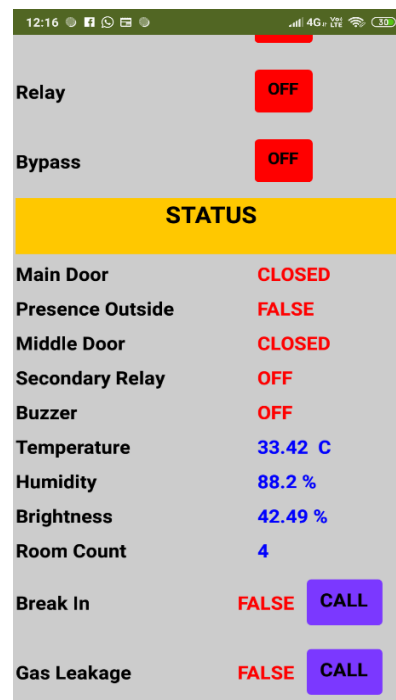 12:16 4G VoI LTE 30
Relay OFF
Bypass OFF
STATUS
Main Door CLOSED
Presence Outside FALSE
Middle Door CLOSED
Secondary Relay OFF
Buzzer OFF
Temperature 33.42 C
Humidity 88.2 %
Brightness 42.49 %
Room Count 4
Break In FALSE CALL
Gas Leakage FALSE CALL